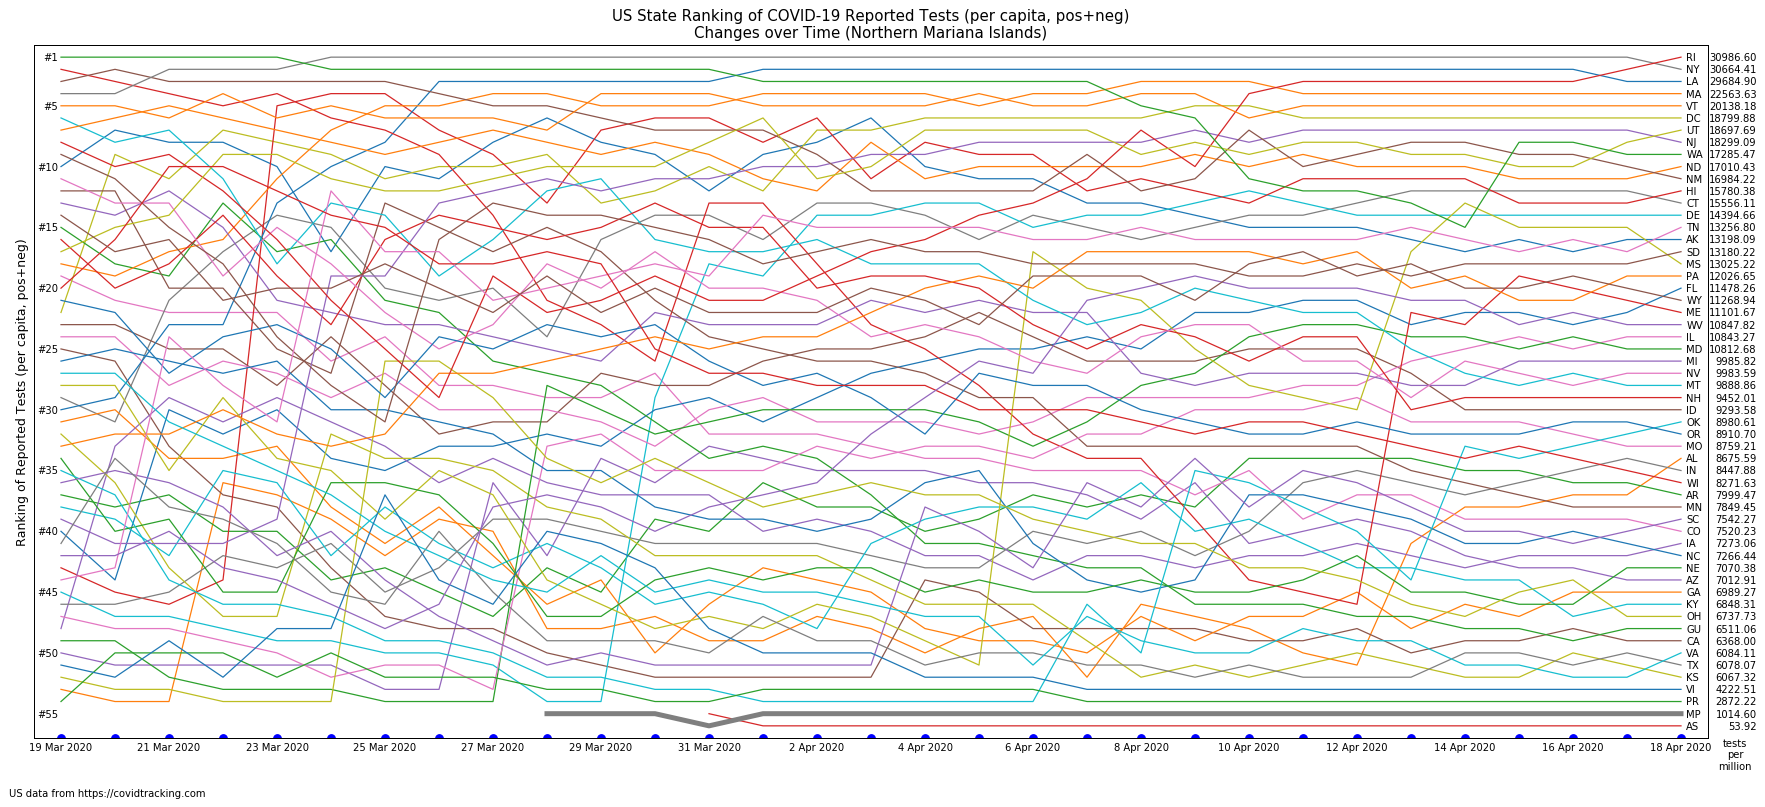 US State Ranking of COVID-19 Reported Tests (per capita, pos+neg)
Changes over Time (Northern Mariana Islands)
Ranking of Reported Tests (per capita, pos+neg)
#1
#5
#10
#15
#20
#25
#30
#35
#40
#45
#50
#55
RI 30986.60
NY 30664.41
LA 29684.90
MA 22563.63
VT 20138.18
DC 18799.88
UT 18697.69
NJ 18299.09
WA 17285.47
ND 17010.43
NM 16984.22
HI 15780.38
CT 15556.11
DE 14394.66
TN 13256.80
AK 13198.09
SD 13180.22
MS 13025.22
PA 12026.65
FL 11478.26
WY 11268.94
ME 11101.67
WV 10847.82
IL 10843.27
MD 10812.68
MI 9985.82
NV 9983.59
MT 9888.86
NH 9452.01
ID 9293.58
OK 8980.61
OR 8910.70
MO 8759.21
AL 8675.59
IN 8447.88
WI 8271.63
AR 7999.47
MN 7849.45
SC 7542.27
CO 7520.23
IA 7273.06
NC 7266.44
NE 7070.38
AZ 7012.91
GA 6989.27
KY 6848.31
OH 6737.73
GU 6511.06
CA 6368.00
VA 6084.11
TX 6078.07
KS 6067.32
VI 4222.51
PR 2872.22
MP 1014.60
AS 53.92
19 Mar 2020
21 Mar 2020
23 Mar 2020
25 Mar 2020
27 Mar 2020
29 Mar 2020
31 Mar 2020
2 Apr 2020
4 Apr 2020
6 Apr 2020
8 Apr 2020
10 Apr 2020
12 Apr 2020
14 Apr 2020
16 Apr 2020
18 Apr 2020
tests
per
million
US data from https://covidtracking.com